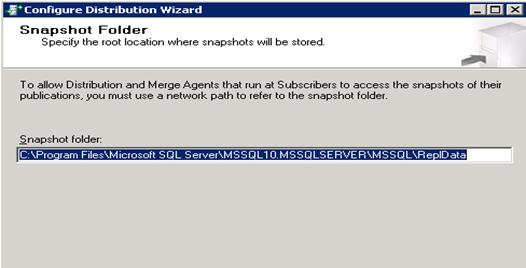 Configure Distribution Wizard
Snapshot Folder
Specify the root location where snapshots will be stored.
To allow Distribution and Merge Agents that run at Subscribers to access the snapshots of their
publications, you must use a network path to refer to the snapshot folder.
Snapshot folder:
C:\Program Files\Microsoft SQL Server\MSSQL10.MSSQLSERVER\MSSQL\ReplData